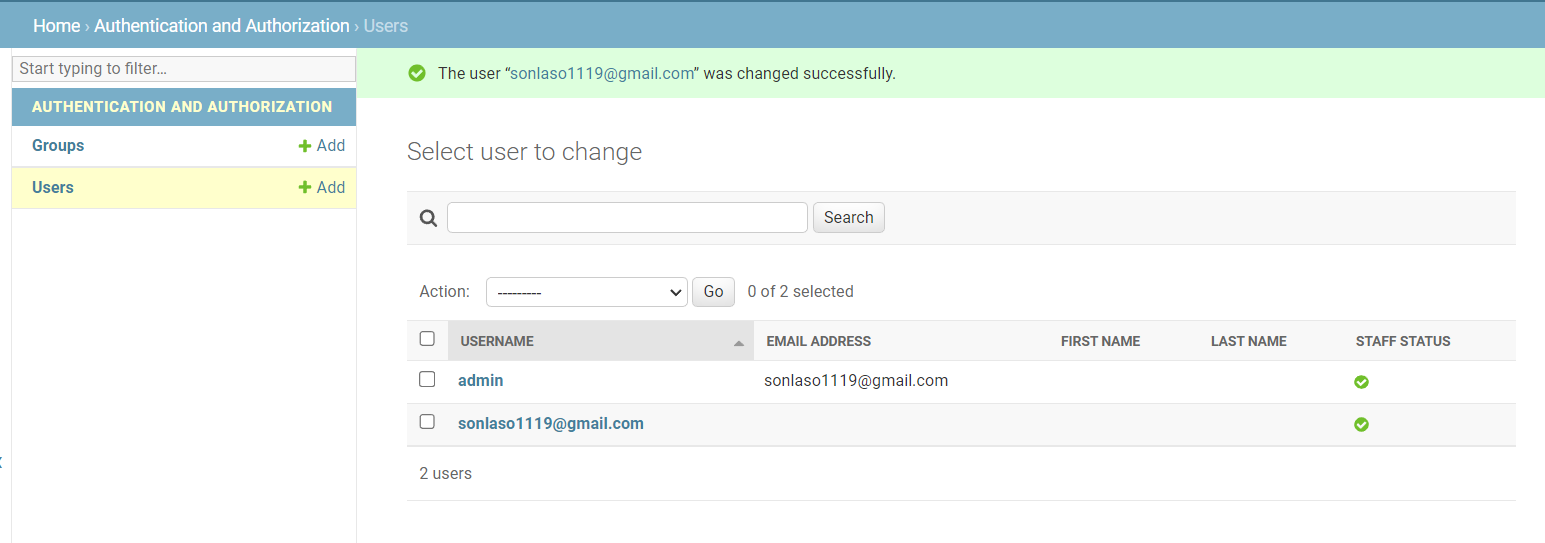 Home › Authentication and Authorization › Users
Start typing to filter...
The user “sonlaso1119@gmail.com” was changed successfully.
AUTHENTICATION AND AUTHORIZATION
Groups + Add
Users + Add
Select user to change
Search
Action: --------- Go 0 of 2 selected
USERNAME EMAIL ADDRESS FIRST NAME LAST NAME STAFF STATUS
admin sonlaso1119@gmail.com
sonlaso1119@gmail.com
2 users